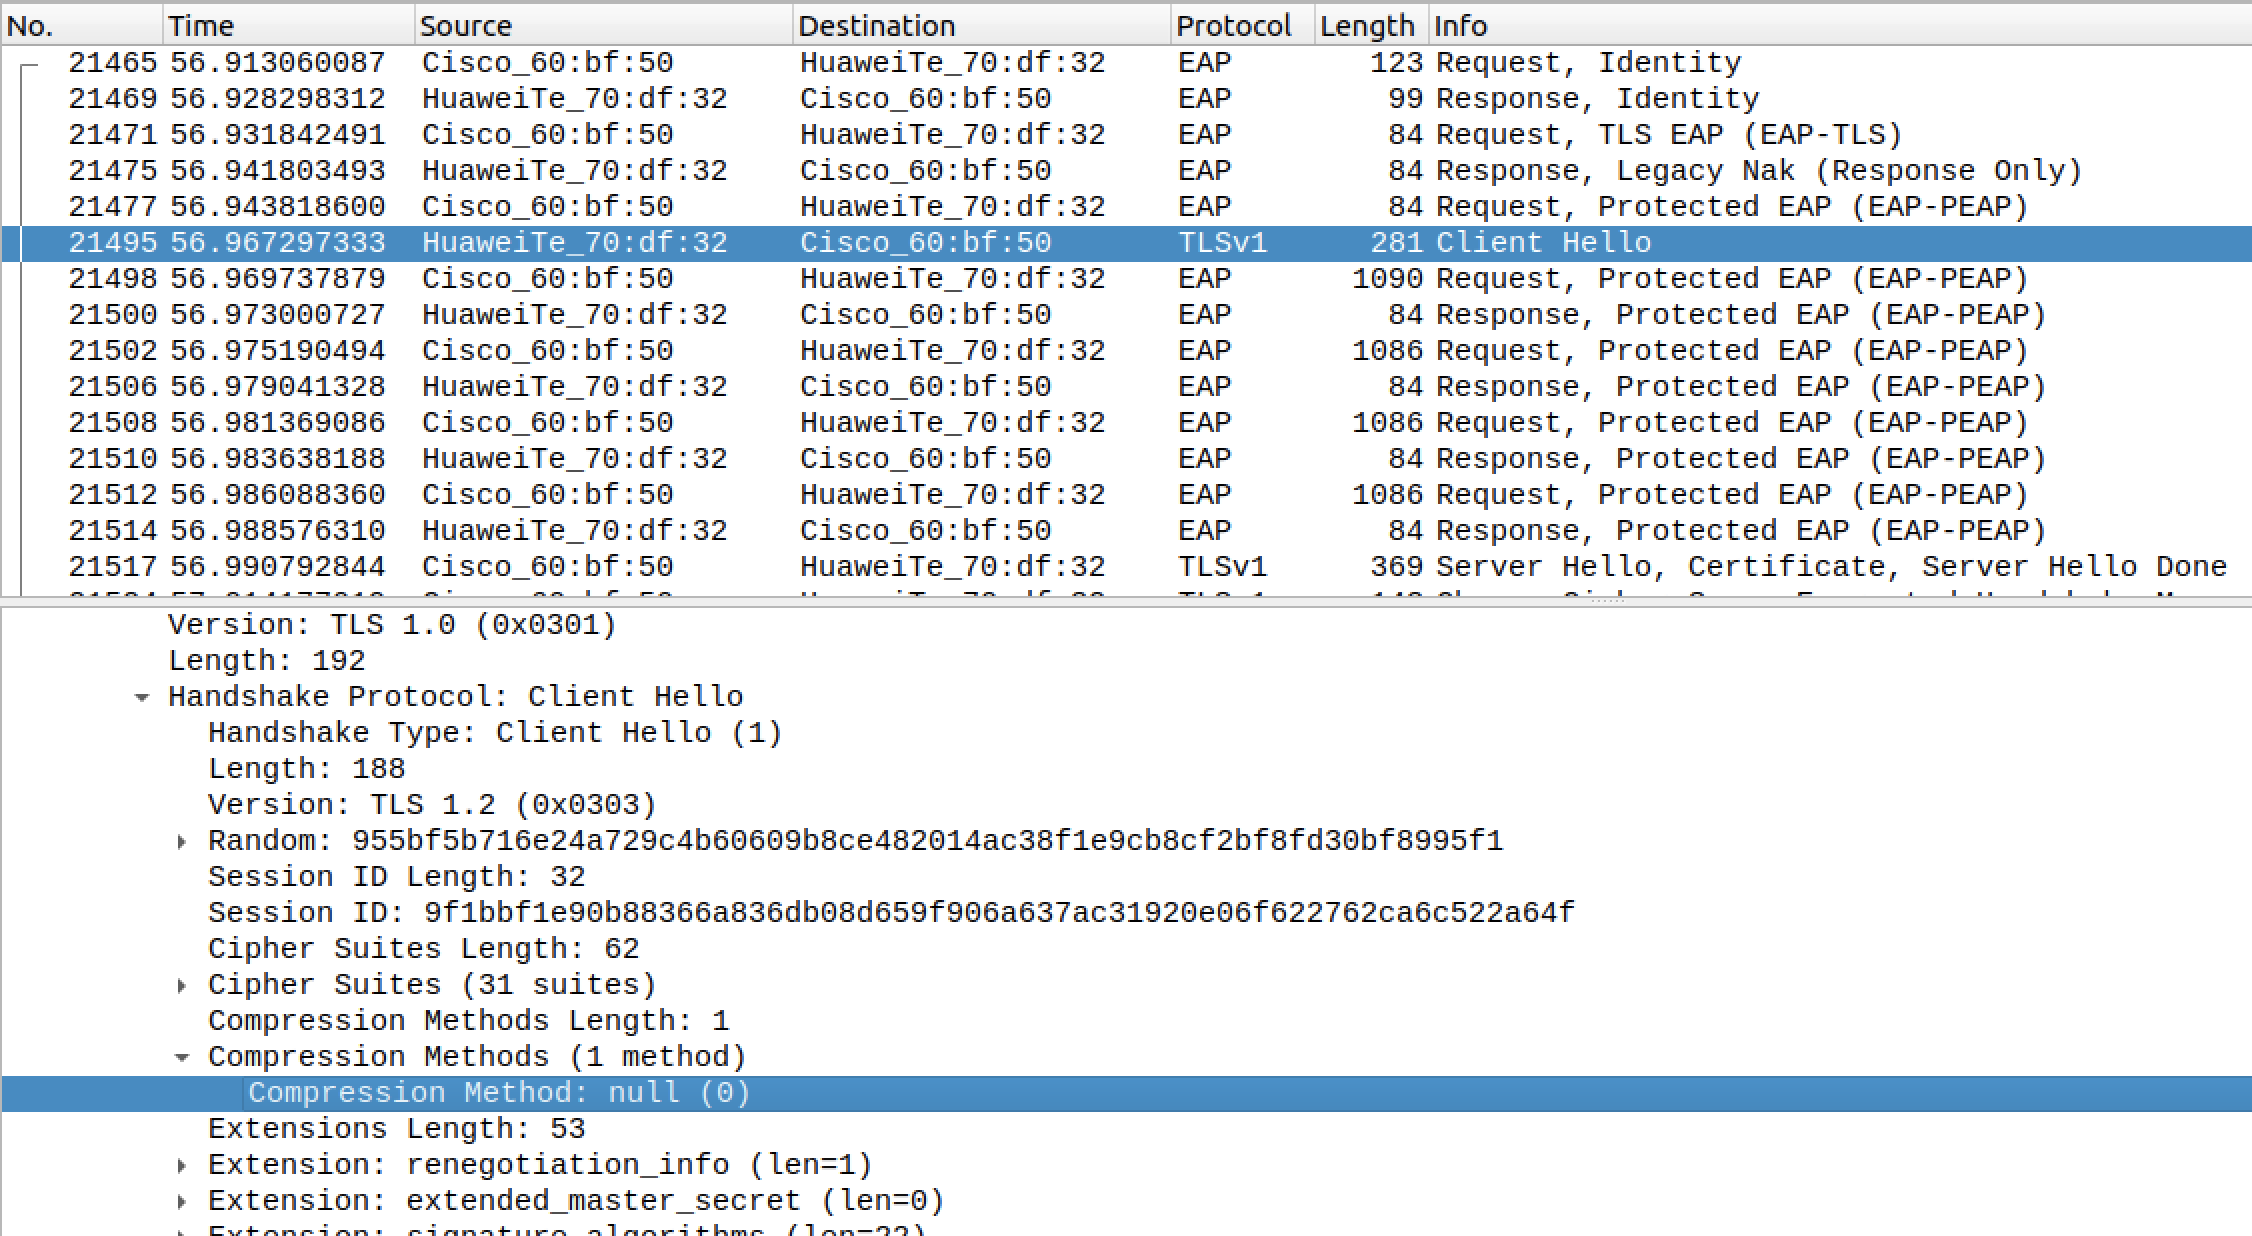 No. Time Source Destination Protocol Length Info
21465 56.913060087 Cisco_60:bf:50 HuaweiTe_70:df:32 EAP 123 Request, Identity
21469 56.928298312 HuaweiTe_70:df:32 Cisco_60:bf:50 EAP 99 Response, Identity
21471 56.931842491 Cisco_60:bf:50 HuaweiTe_70:df:32 EAP 84 Request, TLS EAP (EAP-TLS)
21475 56.941803493 HuaweiTe_70:df:32 Cisco_60:bf:50 EAP 84 Response, Legacy Nak (Response Only)
21477 56.943818600 Cisco_60:bf:50 HuaweiTe_70:df:32 EAP 84 Request, Protected EAP (EAP-PEAP)
21495 56.967297333 HuaweiTe_70:df:32 Cisco_60:bf:50 TLSv1 281 Client Hello
21498 56.969737879 Cisco_60:bf:50 HuaweiTe_70:df:32 EAP 1090 Request, Protected EAP (EAP-PEAP)
21500 56.973000727 HuaweiTe_70:df:32 Cisco_60:bf:50 EAP 84 Response, Protected EAP (EAP-PEAP)
21502 56.975190494 Cisco_60:bf:50 HuaweiTe_70:df:32 EAP 1086 Request, Protected EAP (EAP-PEAP)
21506 56.979041328 HuaweiTe_70:df:32 Cisco_60:bf:50 EAP 84 Response, Protected EAP (EAP-PEAP)
21508 56.981369086 Cisco_60:bf:50 HuaweiTe_70:df:32 EAP 1086 Request, Protected EAP (EAP-PEAP)
21510 56.983638188 HuaweiTe_70:df:32 Cisco_60:bf:50 EAP 84 Response, Protected EAP (EAP-PEAP)
21512 56.986088360 Cisco_60:bf:50 HuaweiTe_70:df:32 EAP 1086 Request, Protected EAP (EAP-PEAP)
21514 56.988576310 HuaweiTe_70:df:32 Cisco_60:bf:50 EAP 84 Response, Protected EAP (EAP-PEAP)
21517 56.990792844 Cisco_60:bf:50 HuaweiTe_70:df:32 TLSv1 369 Server Hello, Certificate, Server Hello Done
Version: TLS 1.0 (0x0301)
Length: 192
Handshake Protocol: Client Hello
Handshake Type: Client Hello (1)
Length: 188
Version: TLS 1.2 (0x0303)
Random: 955bf5b716e24a729c4b60609b8ce482014ac38f1e9cb8cf2bf8fd30bf8995f1
Session ID Length: 32
Session ID: 9f1bbf1e90b88366a836db08d659f906a637ac31920e06f622762ca6c522a64f
Cipher Suites Length: 62
Cipher Suites (31 suites)
Compression Methods Length: 1
Compression Methods (1 method)
Compression Method: null (0)
Extensions Length: 53
Extension: renegotiation_info (len=1)
Extension: extended_master_secret (len=0)
Extension: signature_algorithms (len=22)